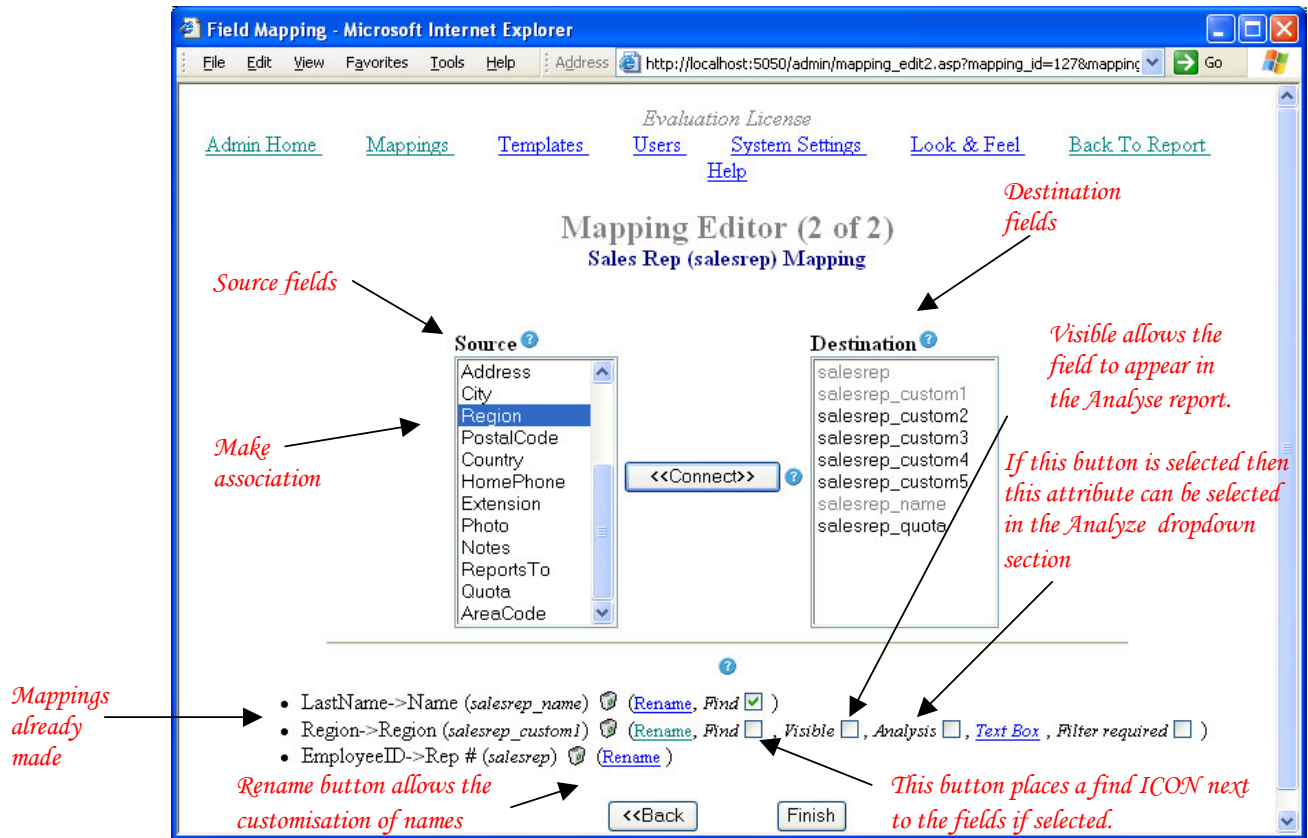 Field Mapping - Microsoft Internet Explorer
File Edit View Favorites Tools Help Address http://localhost:5050/admin/mapping_edit2.asp?mapping_id=127&mapping Go
Evaluation License
Admin Home Mappings Templates Users System Settings Look & Feel Back To Report
Help
Destination
fields
Mapping Editor (2 of 2)
Sales Rep (salesrep) Mapping
Source fields
Source ?
Destination ?
Visible allows the
field to appear in
the Analyse report.
Make
association
Address
City
Region
PostalCode
Country
HomePhone
Extension
Photo
Notes
ReportsTo
Quota
AreaCode
<<Connect>> ?
salesrep
salesrep_custom1
salesrep_custom2
salesrep_custom3
salesrep_custom4
salesrep_custom5
salesrep_name
salesrep_quota
If this button is selected then
this attribute can be selected
in the Analyze dropdown
section
?
Mappings
already
made
LastName->Name (salesrep_name) (Rename, Find )
Region->Region (salesrep_custom1) (Rename, Find , Visible , Analysis , Text Box , Filter required )
EmployeeID->Rep # (salesrep) (Rename )
Rename button allows the
customisation of names
This button places a find ICON next
to the fields if selected.
<<Back Finish